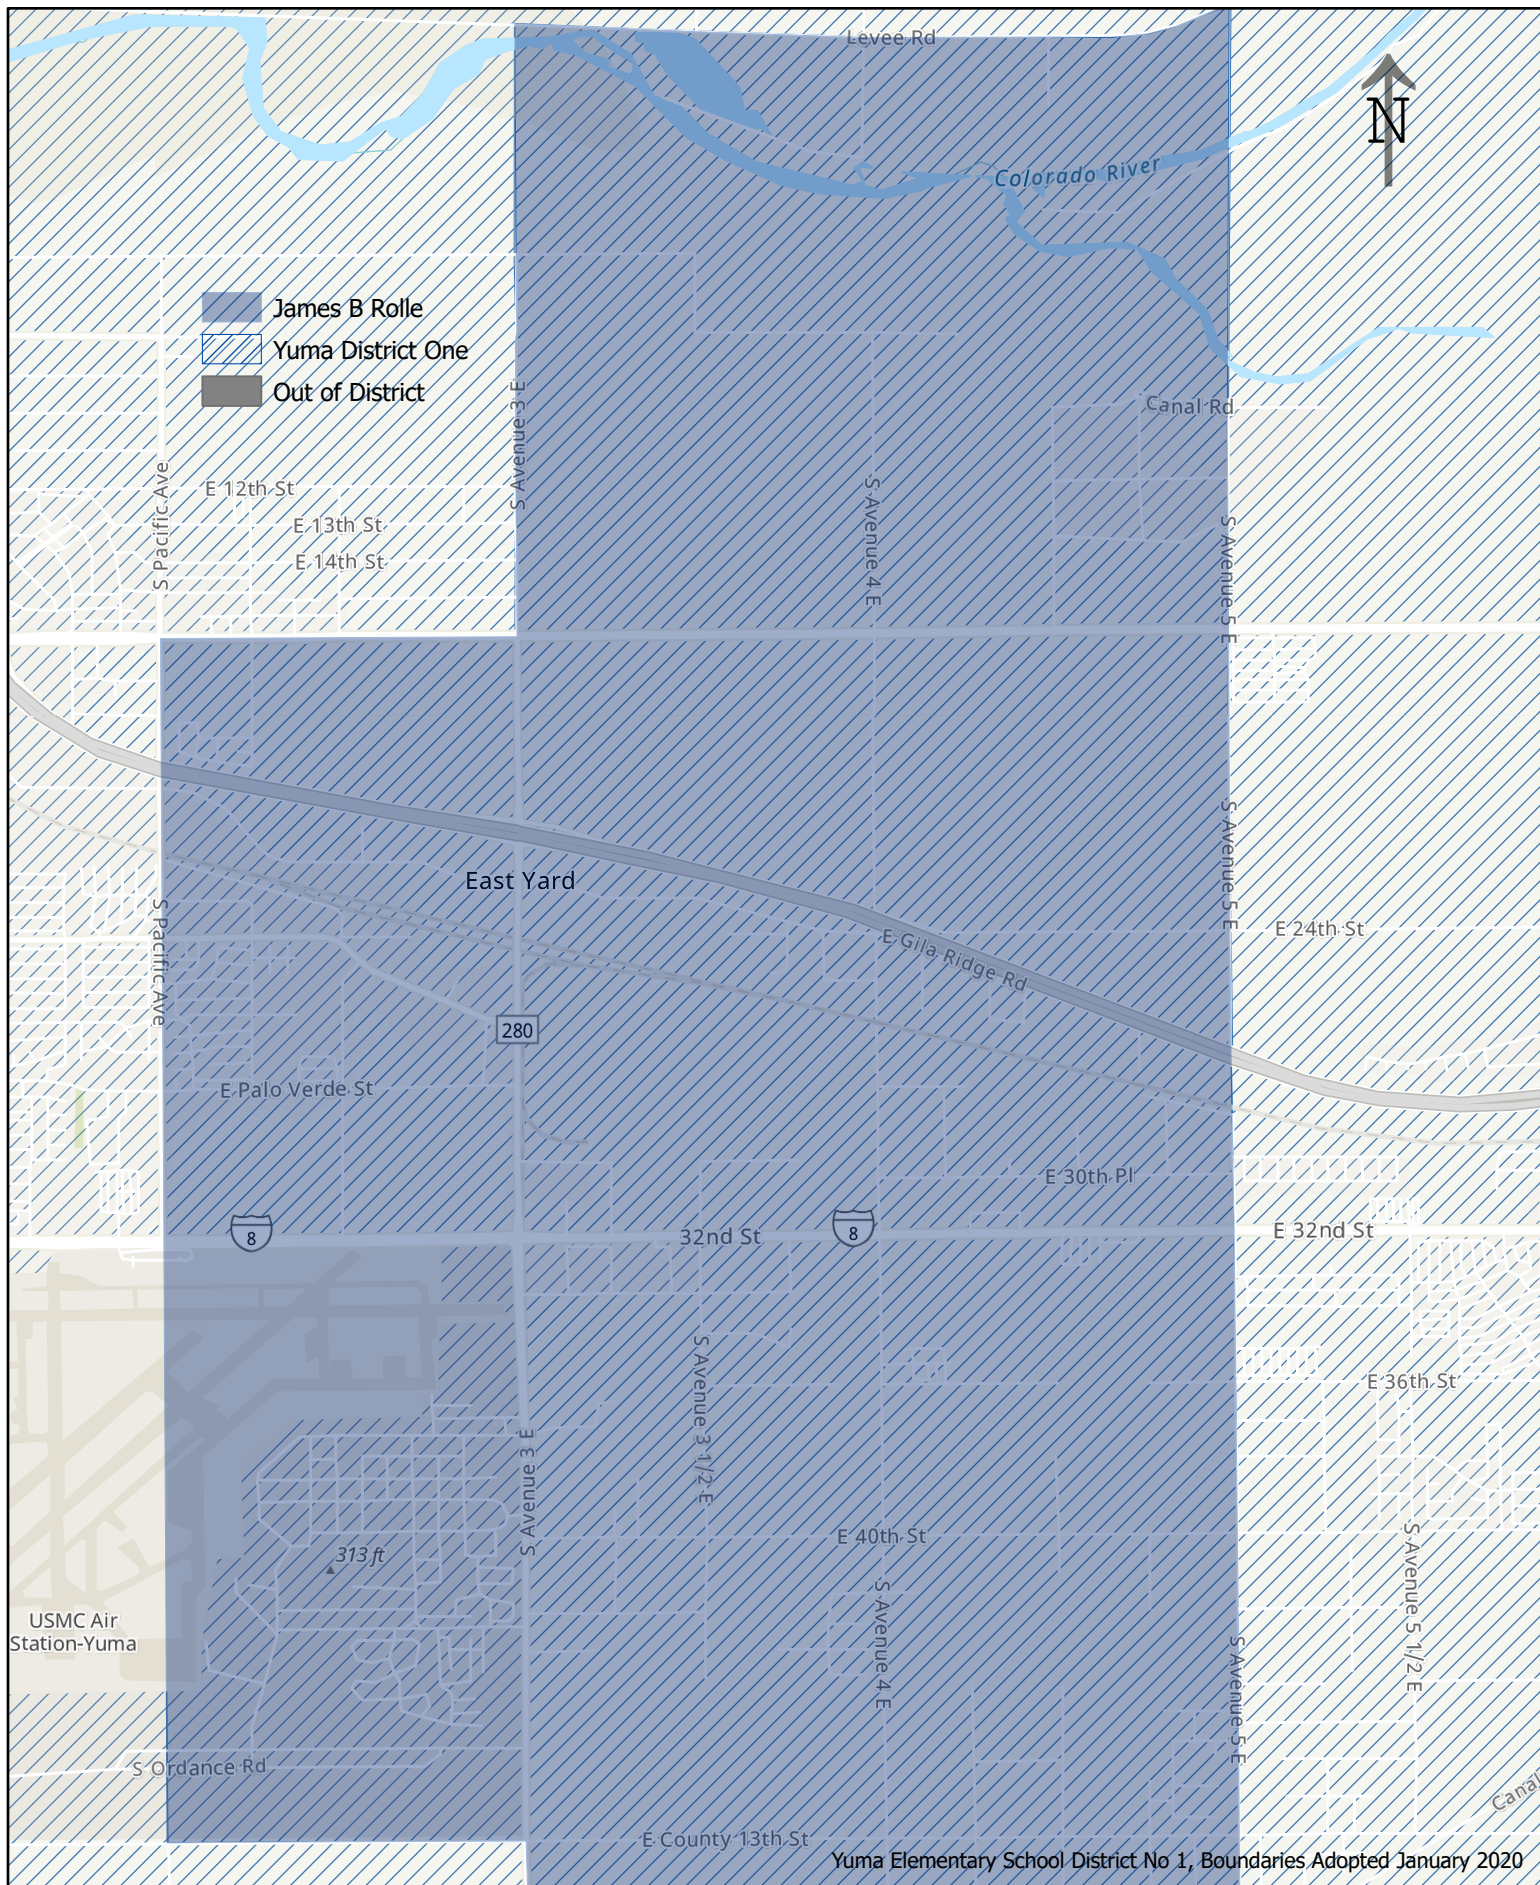 Levee Rd
N
Colorado River
James B Rolle
Yuma District One
Out of District
S Avenue 3 E
Canal Rd
S Pacific Ave
E 12th St
E 13th St
E 14th St
S Avenue 4 E
S Avenue 5 E
S Avenue 5 E
East Yard
S Pacific Ave
E 24th St
E Gila Ridge Rd
280
E Palo Verde St
E 30th Pl
8
32nd St
8
E 32nd St
S Avenue 3 1/2 E
E 36th St
S Avenue 3 E
E 40th St
313 ft
S Avenue 4 E
S Avenue 5 1/2 E
USMC Air
Station-Yuma
S Avenue 5 E
S Ordance Rd
Canal
E County 13th St
Yuma Elementary School District No 1, Boundaries Adopted January 2020